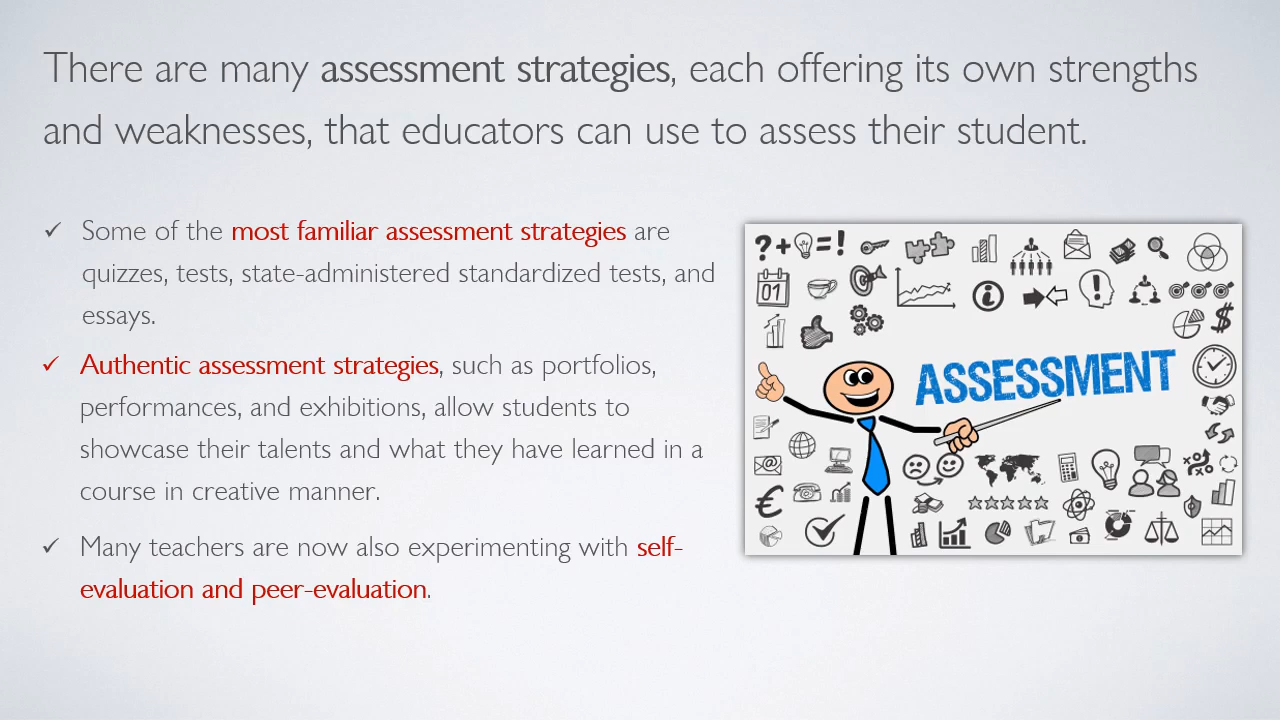 There are many assessment strategies, each offering its own strengths
and weaknesses, that educators can use to assess their student.
✓ Some of the most familiar assessment strategies are
quizzes, tests, state-administered standardized tests, and
essays.
✓ Authentic assessment strategies, such as portfolios,
performances, and exhibitions, allow students to
showcase their talents and what they have learned in a
course in creative manner.
✓ Many teachers are now also experimenting with self-
evaluation and peer-evaluation.
? + = !
01
$
ASSESSMENT
@
€